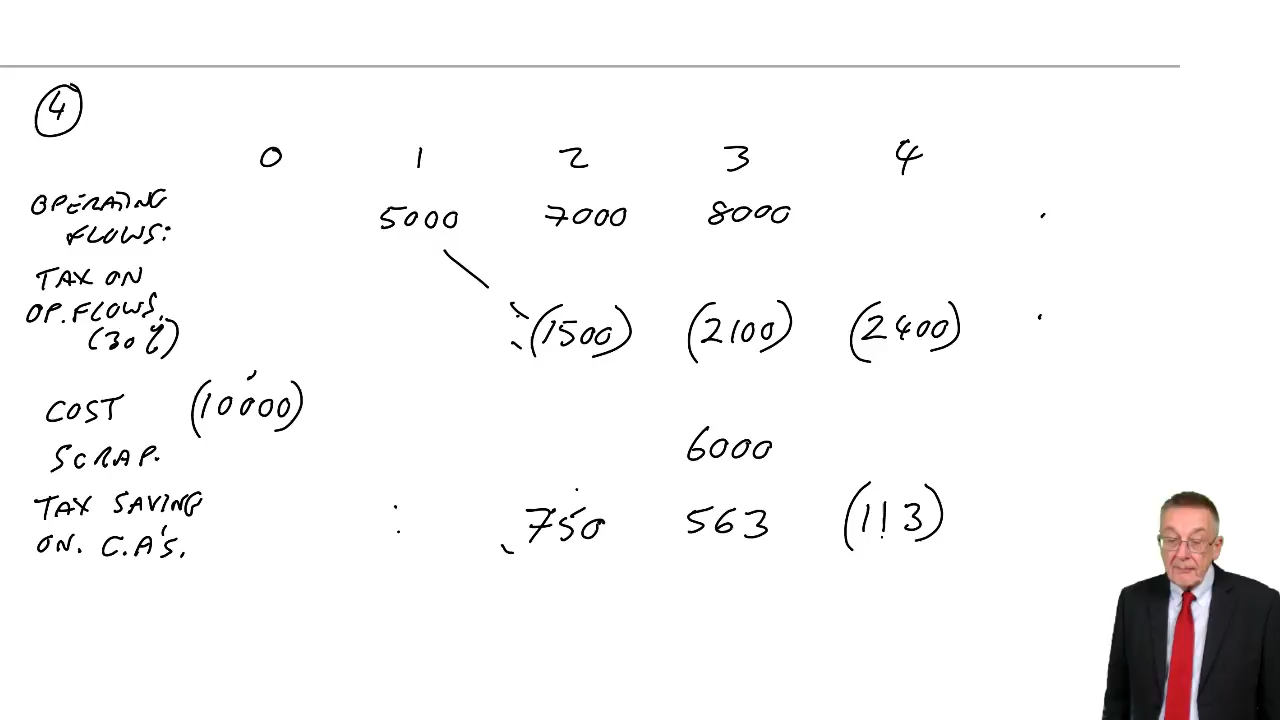 4
0 1 2 3 4
OPERATING
FLOWS: 5000 7000 8000
TAX ON
OP. FLOWS.
(30%) (1500) (2100) (2400)
COST (10000)
SCRAP. 6000
TAX SAVING
ON. C.A'S. 750 563 (113)